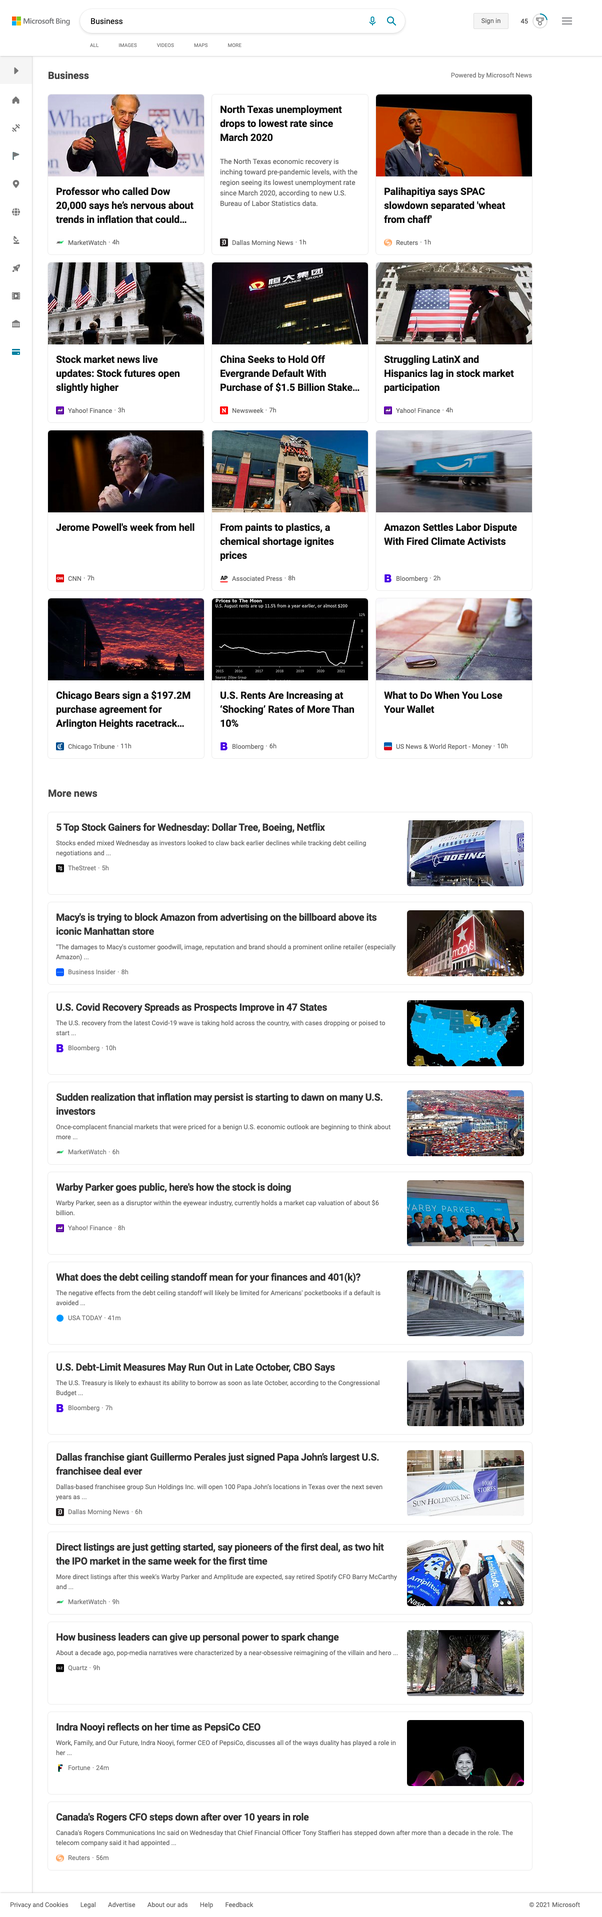 Microsoft Bing
Business
Sign in
45
ALL
IMAGES
VIDEOS
MAPS
MORE
Business
Powered by Microsoft News
Professor who called Dow
20,000 says he's nervous about
trends in inflation that could...
MarketWatch · 4h
North Texas unemployment
drops to lowest rate since
March 2020
The North Texas economic recovery is
inching toward pre-pandemic levels, with the
region seeing its lowest unemployment rate
since March 2020, according to new U.S.
Bureau of Labor Statistics data.
Dallas Morning News · 1h
Palihapitiya says SPAC
slowdown separated 'wheat
from chaff'
Reuters · 1h
Stock market news live
updates: Stock futures open
slightly higher
Yahoo! Finance · 3h
恒大集团
China Seeks to Hold Off
Evergrande Default With
Purchase of $1.5 Billion Stake...
Newsweek · 7h
Struggling LatinX and
Hispanics lag in stock market
participation
Yahoo! Finance · 4h
Jerome Powell's week from hell
CNN · 7h
From paints to plastics, a
chemical shortage ignites
prices
Associated Press · 8h
Amazon Settles Labor Dispute
With Fired Climate Activists
Bloomberg · 2h
Chicago Bears sign a $197.2M
purchase agreement for
Arlington Heights racetrack...
Chicago Tribune · 11h
Prices to The Moon
U.S. August rents are up 11.5% from a year earlier, or almost $200
2015 2016 2017 2018 2019 2020 2021
U.S. Rents Are Increasing at
'Shocking' Rates of More Than
10%
Bloomberg · 6h
What to Do When You Lose
Your Wallet
US News & World Report - Money · 10h
More news
5 Top Stock Gainers for Wednesday: Dollar Tree, Boeing, Netflix
Stocks ended mixed Wednesday as investors looked to claw back earlier declines while tracking debt ceiling
negotiations and ...
TheStreet · 5h
BOEING
Macy's is trying to block Amazon from advertising on the billboard above its
iconic Manhattan store
"The damages to Macy's customer goodwill, image, reputation and brand should a prominent online retailer (especially
Amazon) ...
Business Insider · 8h
macys
U.S. Covid Recovery Spreads as Prospects Improve in 47 States
The U.S. recovery from the latest Covid-19 wave is taking hold across the country, with cases dropping or poised to
start ...
Bloomberg · 10h
Sudden realization that inflation may persist is starting to dawn on many U.S.
investors
Once-complacent financial markets that were priced for a benign U.S. economic outlook are beginning to think about
more ...
MarketWatch · 6h
Warby Parker goes public, here's how the stock is doing
Warby Parker, seen as a disruptor within the eyewear industry, currently holds a market cap valuation of about $6
billion.
Yahoo! Finance · 8h
WARBY PARKER
What does the debt ceiling standoff mean for your finances and 401(k)?
The negative effects from the debt ceiling standoff will likely be limited for Americans' pocketbooks if a default is
avoided ...
USA TODAY · 41m
U.S. Debt-Limit Measures May Run Out in Late October, CBO Says
The U.S. Treasury is likely to exhaust its ability to borrow as soon as late October, according to the Congressional
Budget ...
Bloomberg · 7h
Dallas franchise giant Guillermo Perales just signed Papa John's largest U.S.
franchisee deal ever
Dallas-based franchise group Sun Holdings Inc. will open 100 Papa John's locations in Texas over the next seven
years as ...
Dallas Morning News · 6h
SUN HOLDINGS, INC
1000
STORES
Direct listings are just getting started, say pioneers of the first deal, as two hit
the IPO market in the same week for the first time
More direct listings after this week's Warby Parker and Amplitude are expected, say retired Spotify CFO Barry McCarthy
and ...
MarketWatch · 9h
Amplitude
Nasd
How business leaders can give up personal power to spark change
About a decade ago, pop-media narratives were characterized by a near-obsessive reimagining of the villain and hero ...
Quartz · 9h
Indra Nooyi reflects on her time as PepsiCo CEO
Work, Family, and Our Future, Indra Nooyi, former CEO of PepsiCo, discusses all of the ways duality has played a role in
her ...
Fortune · 24m
Canada's Rogers CFO steps down after over 10 years in role
Canada's Rogers Communications Inc said on Wednesday that Chief Financial Officer Tony Staffieri has stepped down after more than a decade in the role. The
telecom company said it had appointed ...
Reuters · 56m
Privacy and Cookies
Legal
Advertise
About our ads
Help
Feedback
© 2021 Microsoft